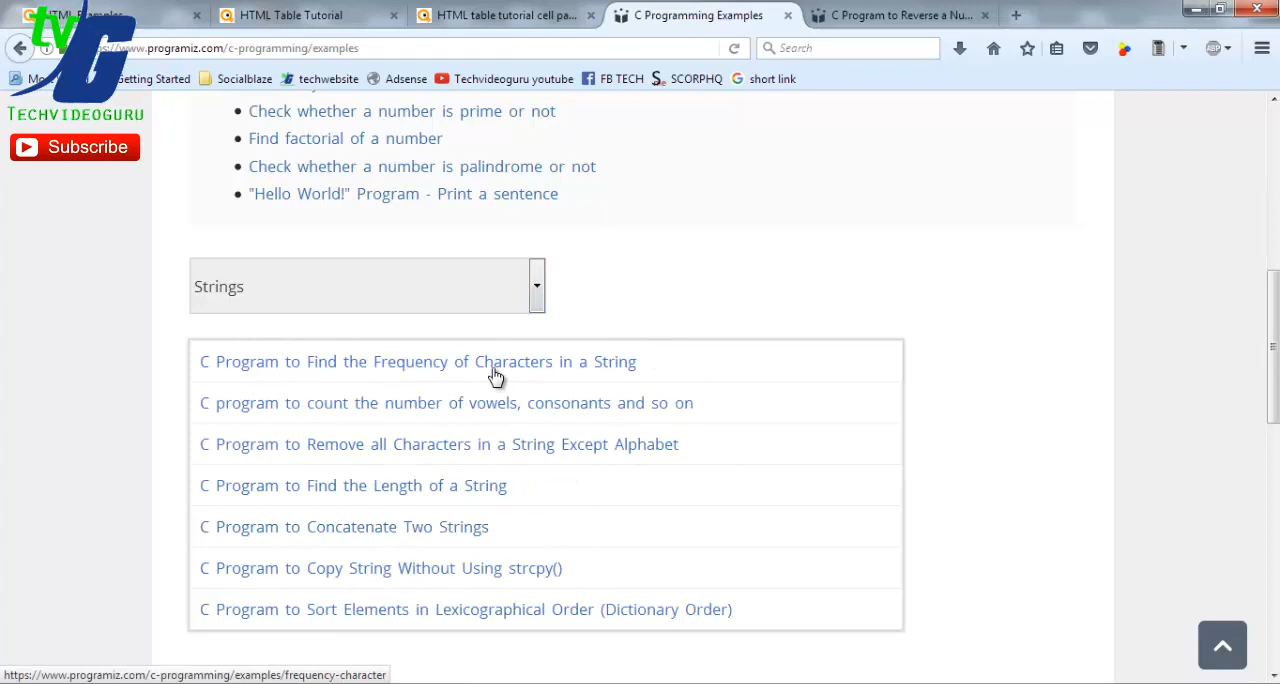 HTML Examples
HTML Table Tutorial
HTML table tutorial cell pa...
C Programming Examples
C Program to Reverse a Nu...
tv
G
TECHVIDEOGURU
Subscribe
//www.programiz.com/c-programming/examples
Search
ABP
Getting Started
Socialblaze
techwebsite
Adsense
Techvideoguru youtube
FB TECH
SCORPHQ
short link
• Check whether a number is prime or not
• Find factorial of a number
• Check whether a number is palindrome or not
• "Hello World!" Program - Print a sentence
Strings
C Program to Find the Frequency of Characters in a String
C program to count the number of vowels, consonants and so on
C Program to Remove all Characters in a String Except Alphabet
C Program to Find the Length of a String
C Program to Concatenate Two Strings
C Program to Copy String Without Using strcpy()
C Program to Sort Elements in Lexicographical Order (Dictionary Order)
https://www.programiz.com/c-programming/examples/frequency-character